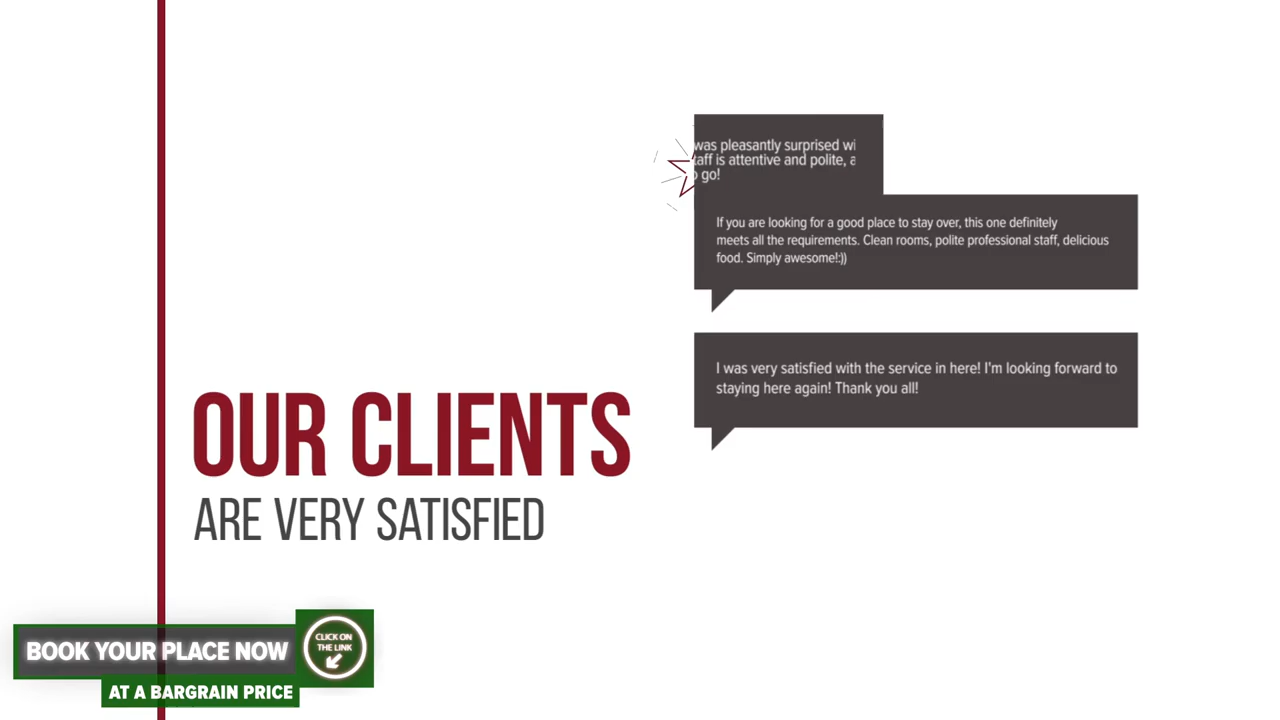 was pleasantly surprised
is attentive and polite,
go!
If you are looking for a good place to stay over, this one definitely
meets all the requirements. Clean rooms, polite professional staff, delicious
food. Simply awesome!:))
I was very satisfied with the service in here! I'm looking forward to
staying here again! Thank you all!
OUR CLIENTS
ARE VERY SATISFIED
BOOK YOUR PLACE NOW
CLICK ON
THE LINK
AT A BARGRAIN PRICE